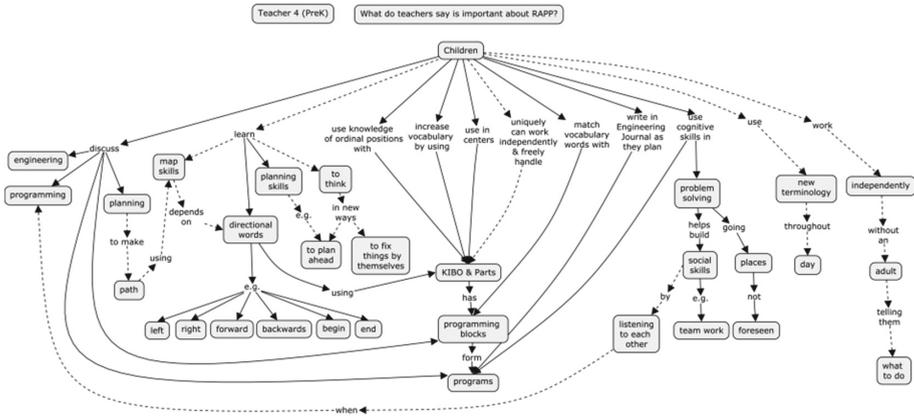 Teacher 4 (PreK)
What do teachers say is important about RAPP?
Children
use knowledge
of ordinal positions
with
increase
vocabulary
by using
use in
centers
uniquely
can work
independently
& freely
handle
match
vocabulary
words with
write in
Engineering
Journal as
they plan
use
cognitive
skills in
use
work
discuss
learn
engineering
programming
planning
to make
path
using
map
skills
depends
on
directional
words
planning
skills
e.g.
to plan
ahead
to
think
in new
ways
to fix
things by
themselves
e.g.
left
right
forward
backwards
begin
end
using
KIBO & Parts
has
programming
blocks
form
programs
problem
solving
helps
build
going
social
skills
places
by
e.g.
not
listening
to each
other
team work
foreseen
new
terminology
throughout
day
independently
without
an
adult
telling
them
what
to do
when